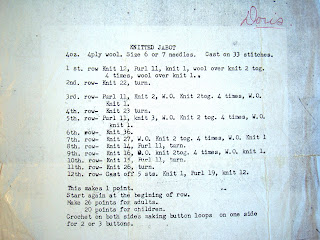 Doris
KNITTED JABOT
4oz. 4ply wool. Size 6 or 7 needles. Cast on 33 stitches.
1 st. row Knit 12, Purl 11, knit 1, wool over knit 2 tog.
4 times, wool over knit 1.
2nd. row- Knit 22, turn.
3rd. row- Purl 11, Knit 2, W.O. Knit 2tog. 4 times, W.O.
Knit 1.
4th. row- Knit 23 turn.
5th. row- Purl 11, knit 3, W.O. Knit 2 tog. 4 times, W.O.
knit 1.
6th. row- Knit 36.
7th. row- Knit 27, W.O. Knit 2 tog. 4 times, W.O. Knit 1
8th. row- Knit 14, Purl 11, turn.
9th. row- Knit 16, W.O. knit 2tog. 4 times, W.O. knit 1.
10th. row- Knit 15, Purl 11, turn.
11th. row- Knit 26, turn.
12th. row- Cast off 5 sts. Knit 1, Purl 19, knit 12.
This makes 1 point.
Start again at the begining of row.
Make 26 points for adults.
20 points for children.
Crochet on both sides making button loops on one side
for 2 or 3 buttons.